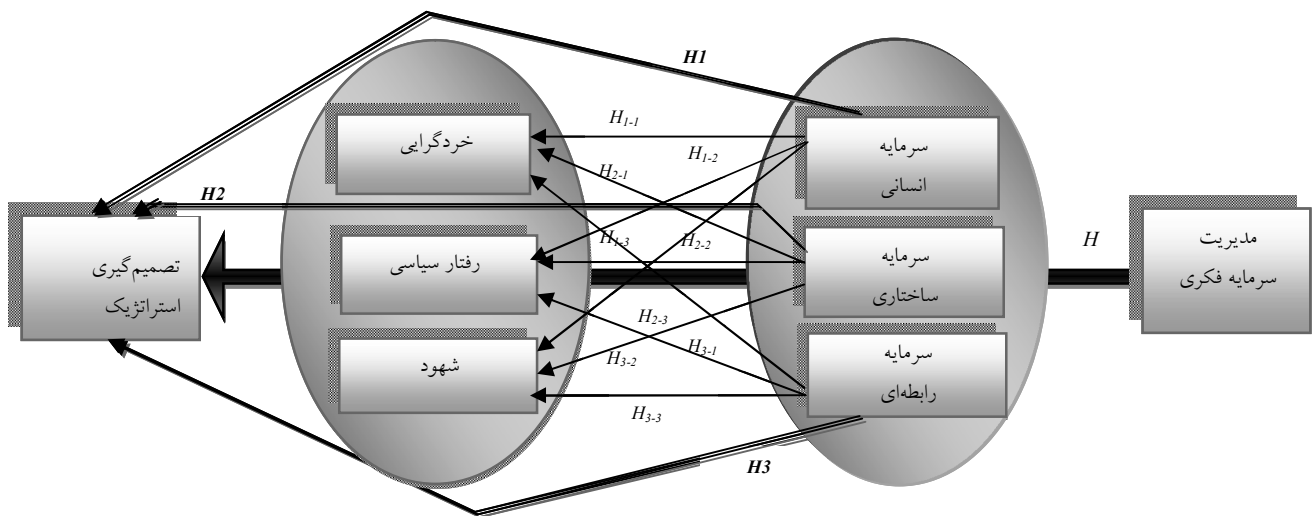 مدیریت
سرمایه فکری
H
سرمایه
انسانی
سرمایه
ساختاری
سرمایه
رابطه‌ای
H1
H1-1
H1-2
H2-1
H2
H1-3
H2-2
H2-3
H3-1
H3-2
H3-3
H3
خردگرایی
رفتار سیاسی
شهود
تصمیم‌گیری
استراتژیک